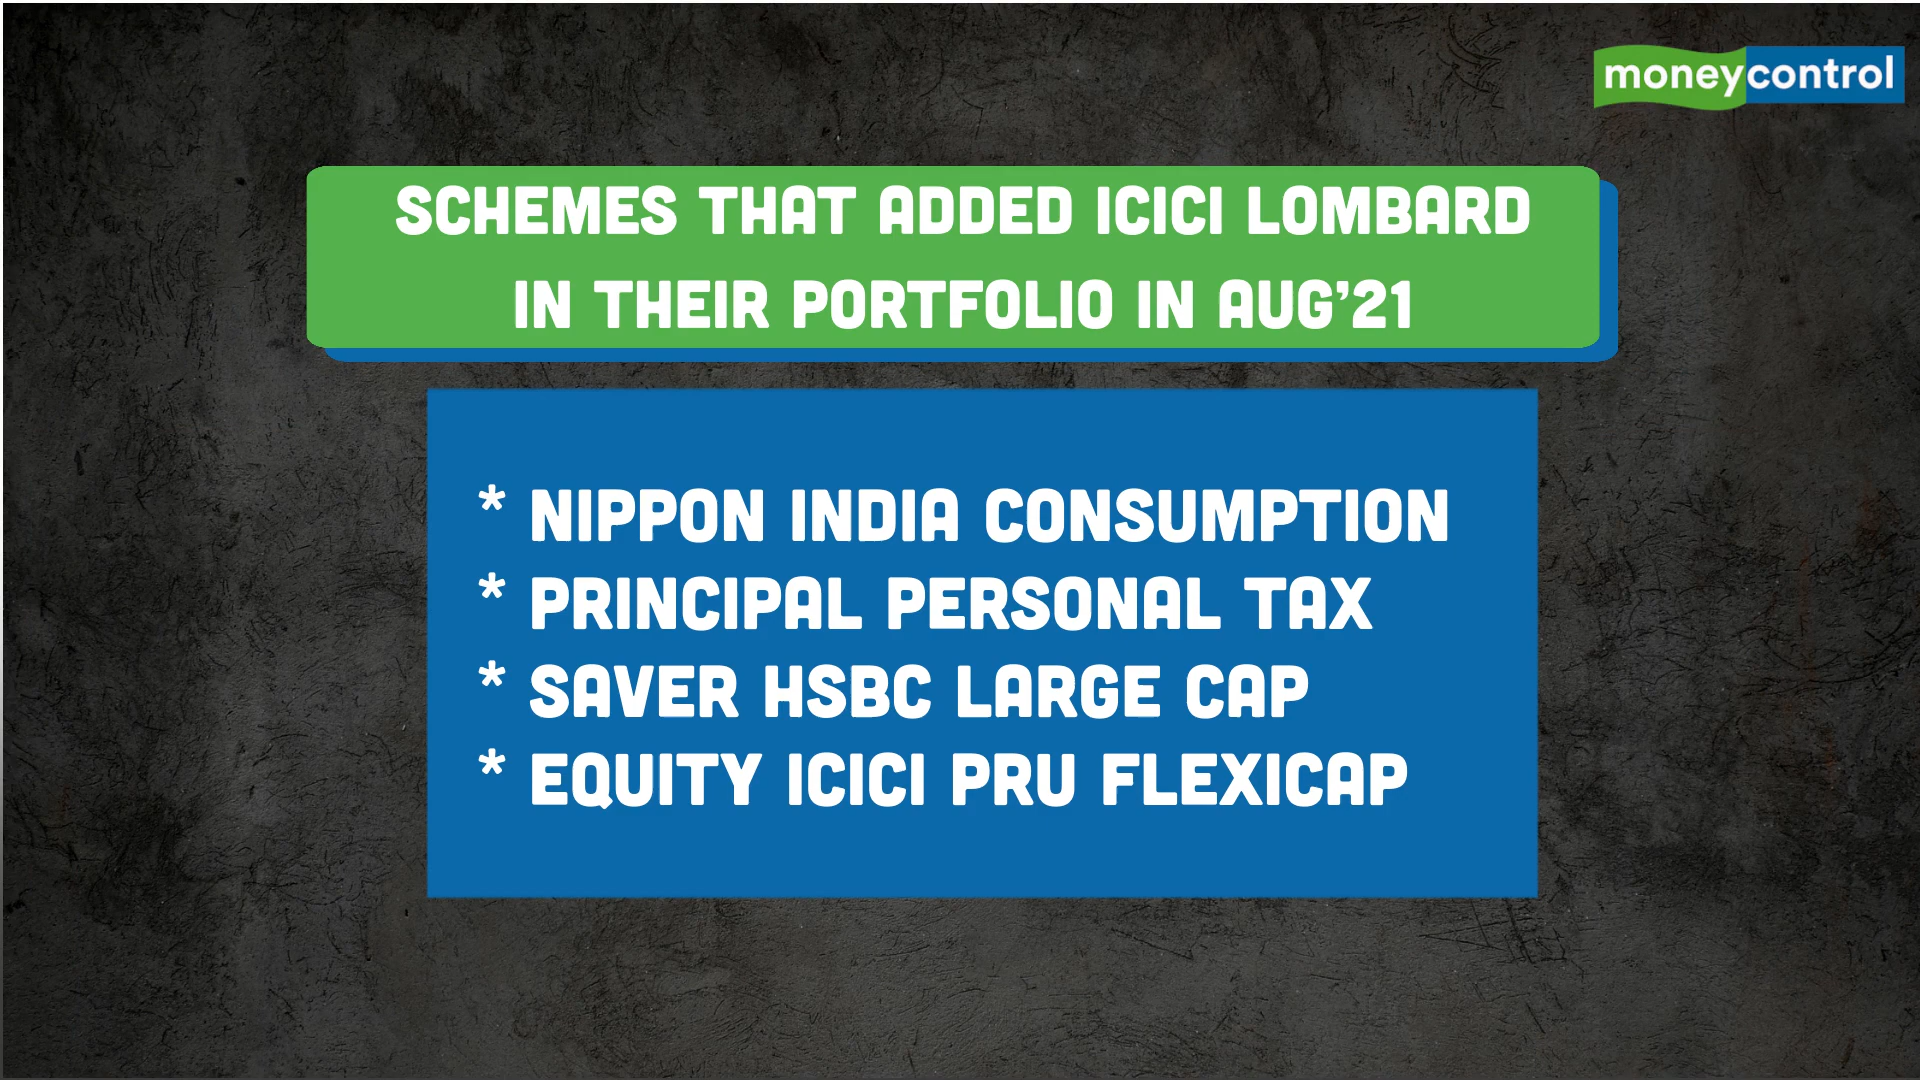 moneycontrol
SCHEMES THAT ADDED ICICI LOMBARD
IN THEIR PORTFOLIO IN AUG’21
* NIPPON INDIA CONSUMPTION
* PRINCIPAL PERSONAL TAX
* SAVER HSBC LARGE CAP
* EQUITY ICICI PRU FLEXICAP